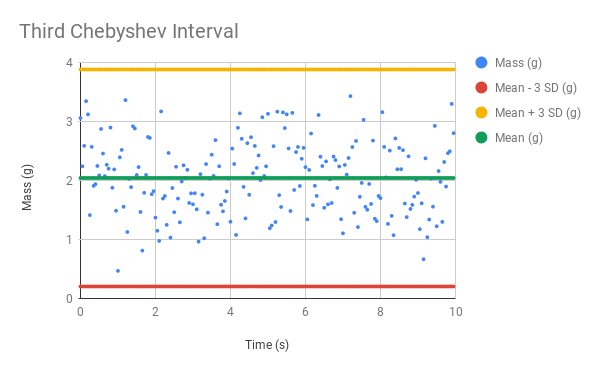 Third Chebyshev Interval
4
3
2
1
0
Mass (g)
0 2 4 6 8 10
Time (s)
Mass (g)
Mean - 3 SD (g)
Mean + 3 SD (g)
Mean (g)